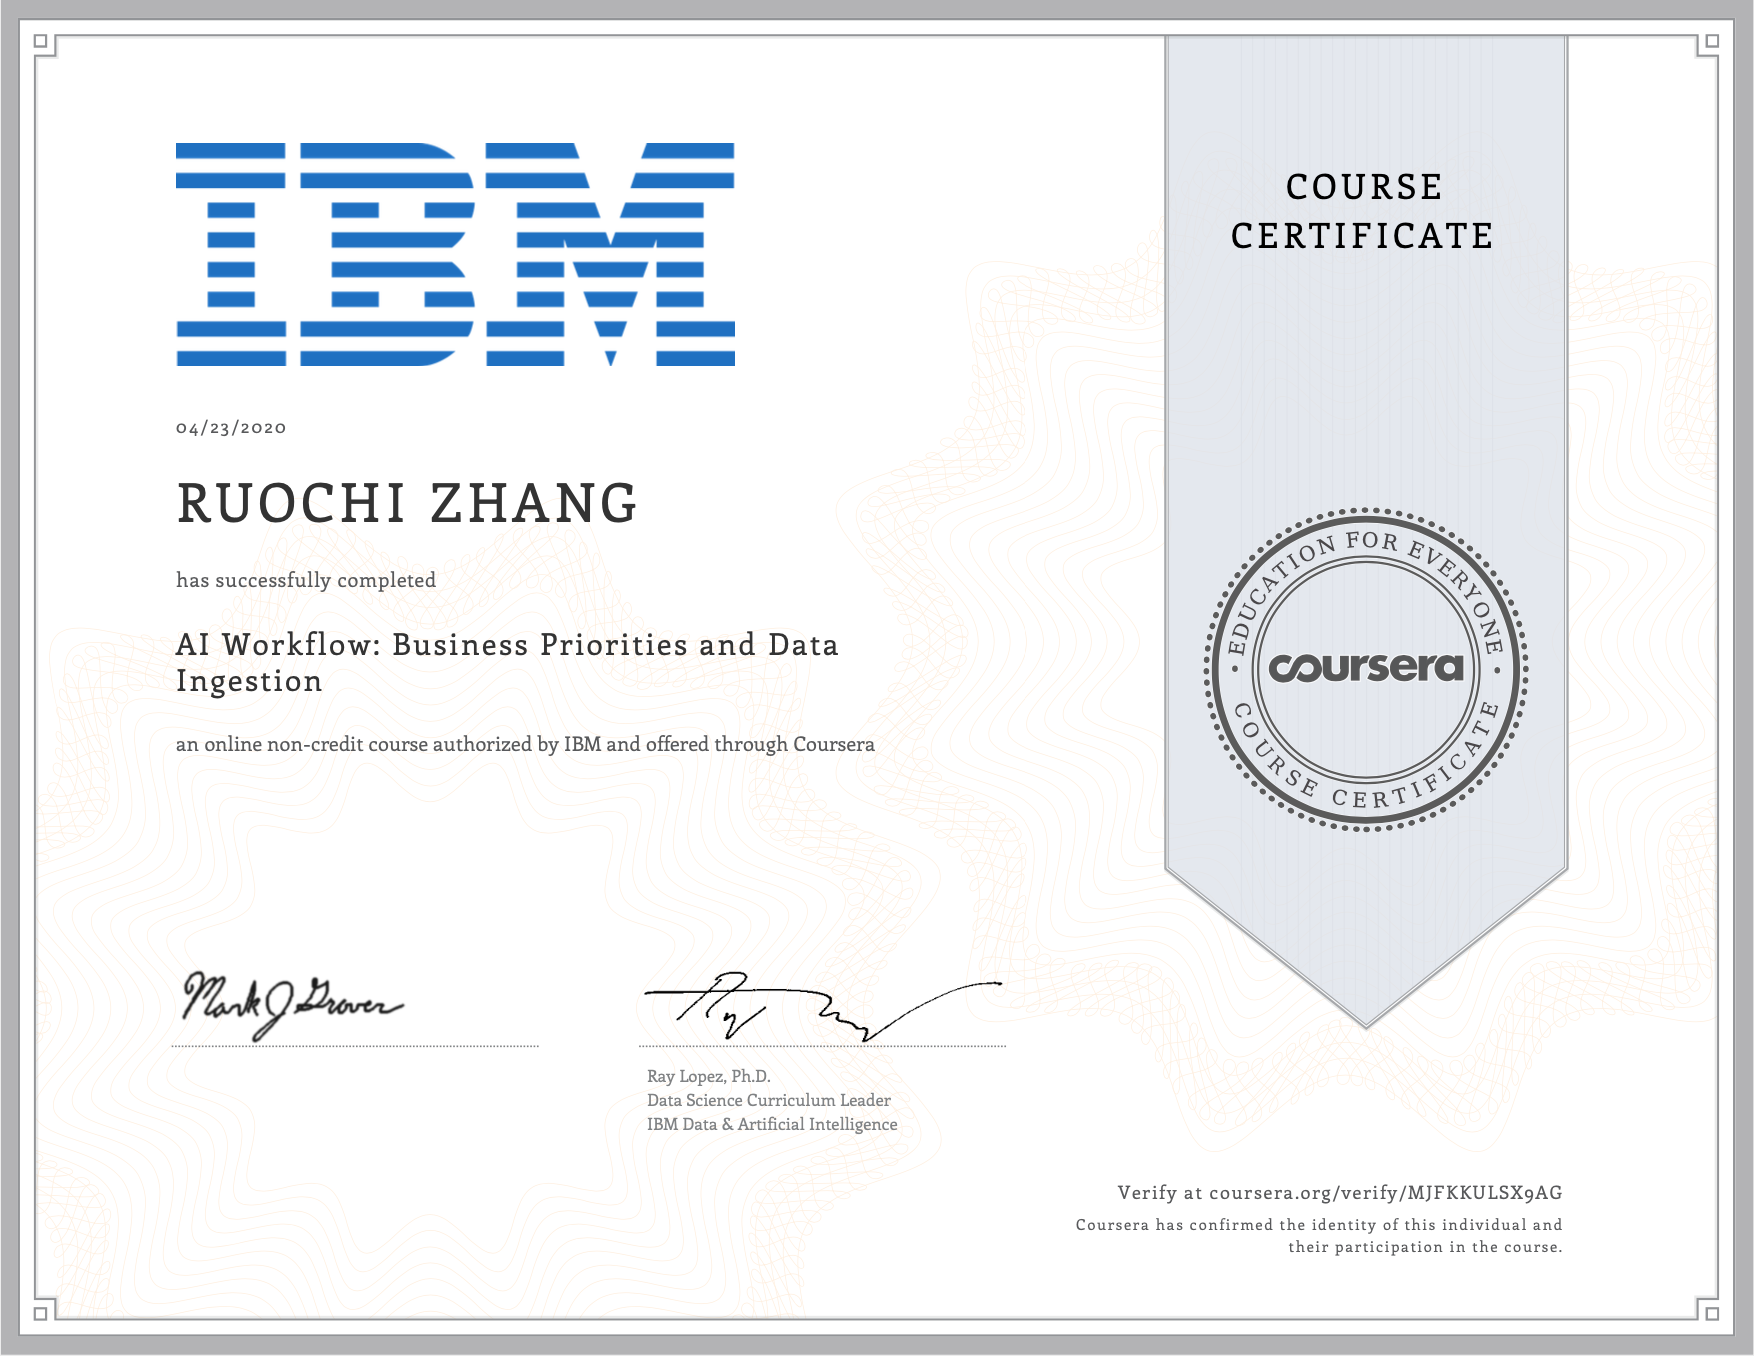 IBM
COURSE
CERTIFICATE
04/23/2020
RUOCHI ZHANG
has successfully completed
AI Workflow: Business Priorities and Data
Ingestion
an online non-credit course authorized by IBM and offered through Coursera
EDUCATION FOR EVERYONE
coursera
COURSE CERTIFICATE
Mark J Grover
Ray Lopez, Ph.D.
Data Science Curriculum Leader
IBM Data & Artificial Intelligence
Verify at coursera.org/verify/MJFKKULSX9AG
Coursera has confirmed the identity of this individual and
their participation in the course.